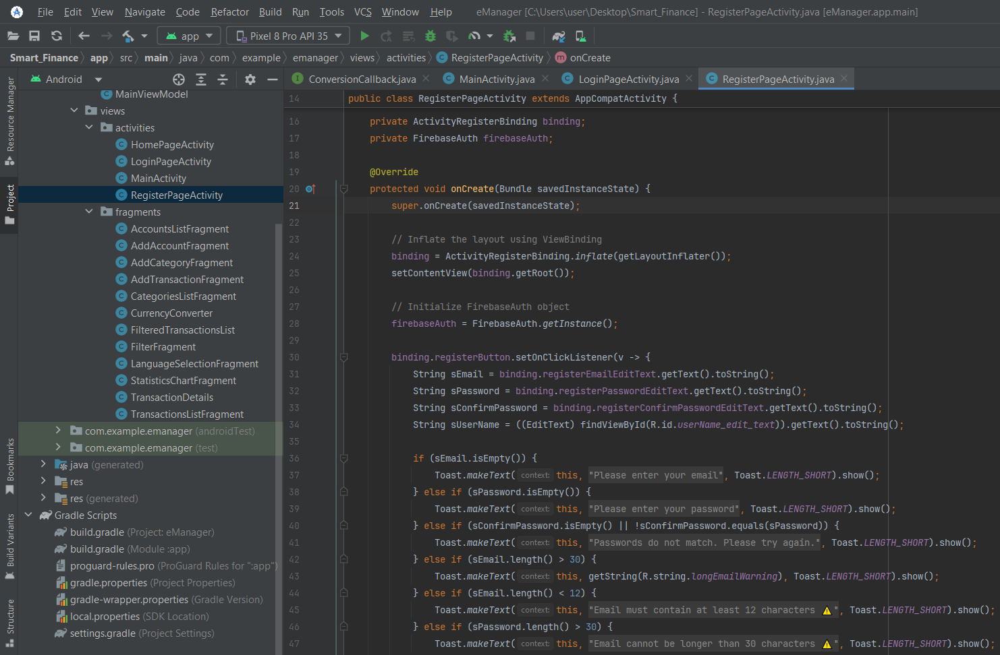 File Edit View Navigate Code Refactor Build Run Tools VCS Window Help eManager [C:\Users\user\Desktop\Smart_Finance] - RegisterPageActivity.java [eManager.app.main]
app Pixel 8 Pro API 35
Smart_Finance app src main java com example emanager views activities RegisterPageActivity onCreate
Android
ConversionCallback.java MainActivity.java LoginPageActivity.java RegisterPageActivity.java
Resource Manager
Project
Bookmarks
Build Variants
Structure
MainViewModel
views
activities
HomePageActivity
LoginPageActivity
MainActivity
RegisterPageActivity
fragments
AccountsListFragment
AddAccountFragment
AddCategoryFragment
AddTransactionFragment
CategoriesListFragment
CurrencyConverter
FilteredTransactionsList
FilterFragment
LanguageSelectionFragment
StatisticsChartFragment
TransactionDetails
TransactionsListFragment
com.example.emanager (androidTest)
com.example.emanager (test)
java (generated)
res
res (generated)
Gradle Scripts
build.gradle (Project: eManager)
build.gradle (Module :app)
proguard-rules.pro (ProGuard Rules for ":app")
gradle.properties (Project Properties)
gradle-wrapper.properties (Gradle Version)
local.properties (SDK Location)
settings.gradle (Project Settings)
14 public class RegisterPageActivity extends AppCompatActivity {
16 private ActivityRegisterBinding binding;
17 private FirebaseAuth firebaseAuth;
18
19 @Override
20 protected void onCreate(Bundle savedInstanceState) {
21 super.onCreate(savedInstanceState);
22
23 // Inflate the layout using ViewBinding
24 binding = ActivityRegisterBinding.inflate(getLayoutInflater());
25 setContentView(binding.getRoot());
26
27 // Initialize FirebaseAuth object
28 firebaseAuth = FirebaseAuth.getInstance();
29
30 binding.registerButton.setOnClickListener(v -> {
31 String sEmail = binding.registerEmailEditText.getText().toString();
32 String sPassword = binding.registerPasswordEditText.getText().toString();
33 String sConfirmPassword = binding.registerConfirmPasswordEditText.getText().toString();
34 String sUserName = ((EditText) findViewById(R.id.userName_edit_text)).getText().toString();
35
36 if (sEmail.isEmpty()) {
37 Toast.makeText( context: this, "Please enter your email", Toast.LENGTH_SHORT).show();
38 } else if (sPassword.isEmpty()) {
39 Toast.makeText( context: this, "Please enter your password", Toast.LENGTH_SHORT).show();
40 } else if (sConfirmPassword.isEmpty() || !sConfirmPassword.equals(sPassword)) {
41 Toast.makeText( context: this, "Passwords do not match. Please try again.", Toast.LENGTH_SHORT).show();
42 } else if (sEmail.length() > 30) {
43 Toast.makeText( context: this, getString(R.string.longEmailWarning), Toast.LENGTH_SHORT).show();
44 } else if (sEmail.length() < 12) {
45 Toast.makeText( context: this, "Email must contain at least 12 characters ⚠️", Toast.LENGTH_SHORT).show();
46 } else if (sPassword.length() > 30) {
47 Toast.makeText( context: this, "Email cannot be longer than 30 characters ⚠️", Toast.LENGTH_SHORT).show();